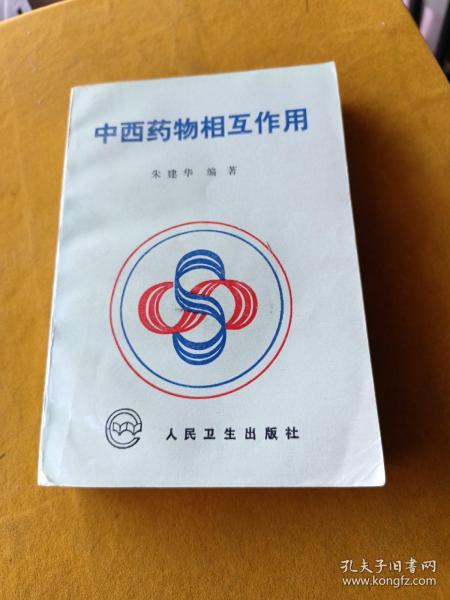 中西药物相互作用
朱建华 编著
人民卫生出版社
孔夫子旧书网
www.kongfz.com